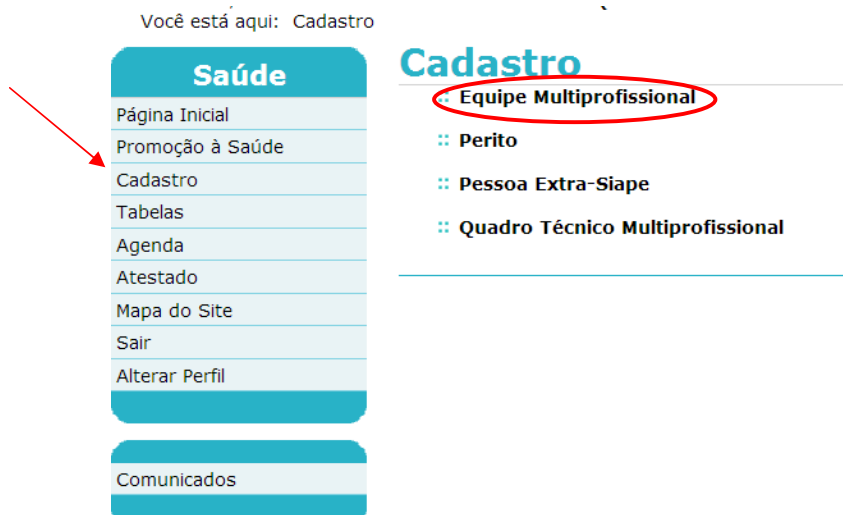 Você está aqui: Cadastro
Saúde
Página Inicial
Promoção à Saúde
Cadastro
Tabelas
Agenda
Atestado
Mapa do Site
Sair
Alterar Perfil
Comunicados
Cadastro
:: Equipe Multiprofissional
:: Perito
:: Pessoa Extra-Siape
:: Quadro Técnico Multiprofissional